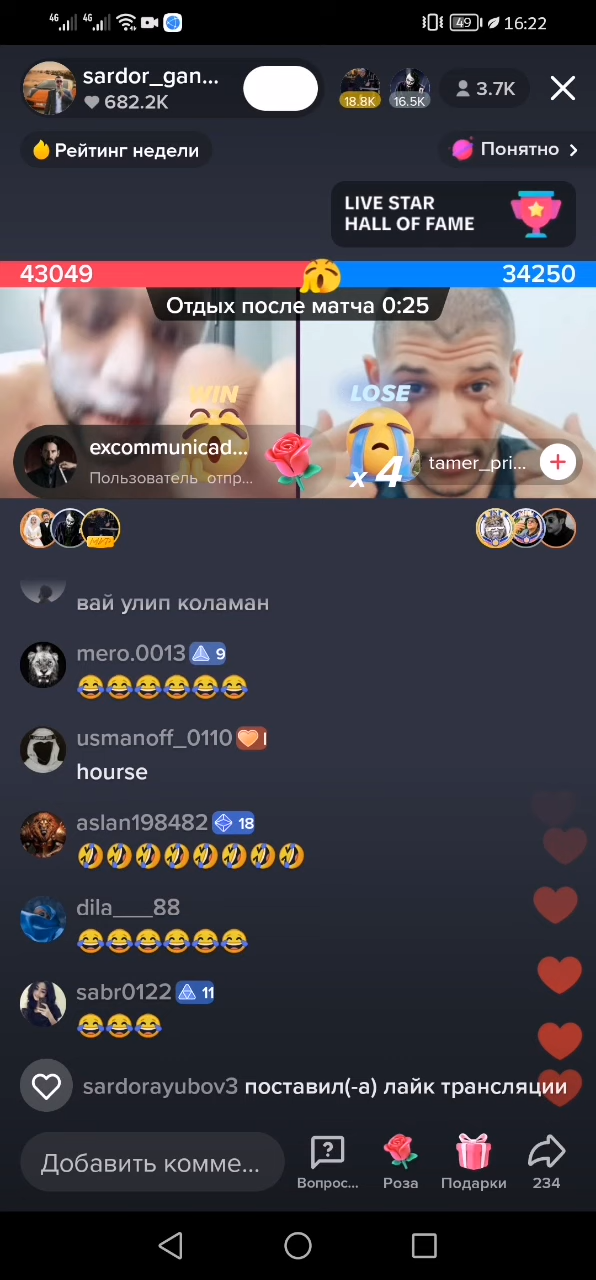 4G 4G 49 16:22
sardor_gan...
682.2K
18.8K 16.5K 3.7K
Рейтинг недели
Понятно
LIVE STAR
HALL OF FAME
43049 34250
Отдых после матча 0:25
WIN LOSE
excommunicad...
Пользователь отпр...
x 4
tamer_pri...
вай улип коламан
mero.0013 9
usmanoff_0110 I
hourse
aslan198482 18
dila___88
sabr0122 11
sardorayubov3 поставил(-а) лайк трансляции
Добавить комме...
Вопрос... Роза Подарки 234